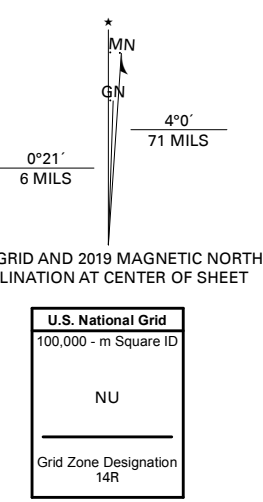 ★
MN
GN
4°0´
71 MILS
0°21´
6 MILS
GRID AND 2019 MAGNETIC NORTH
LINATION AT CENTER OF SHEET
U.S. National Grid
100,000 - m Square ID
NU
Grid Zone Designation
14R